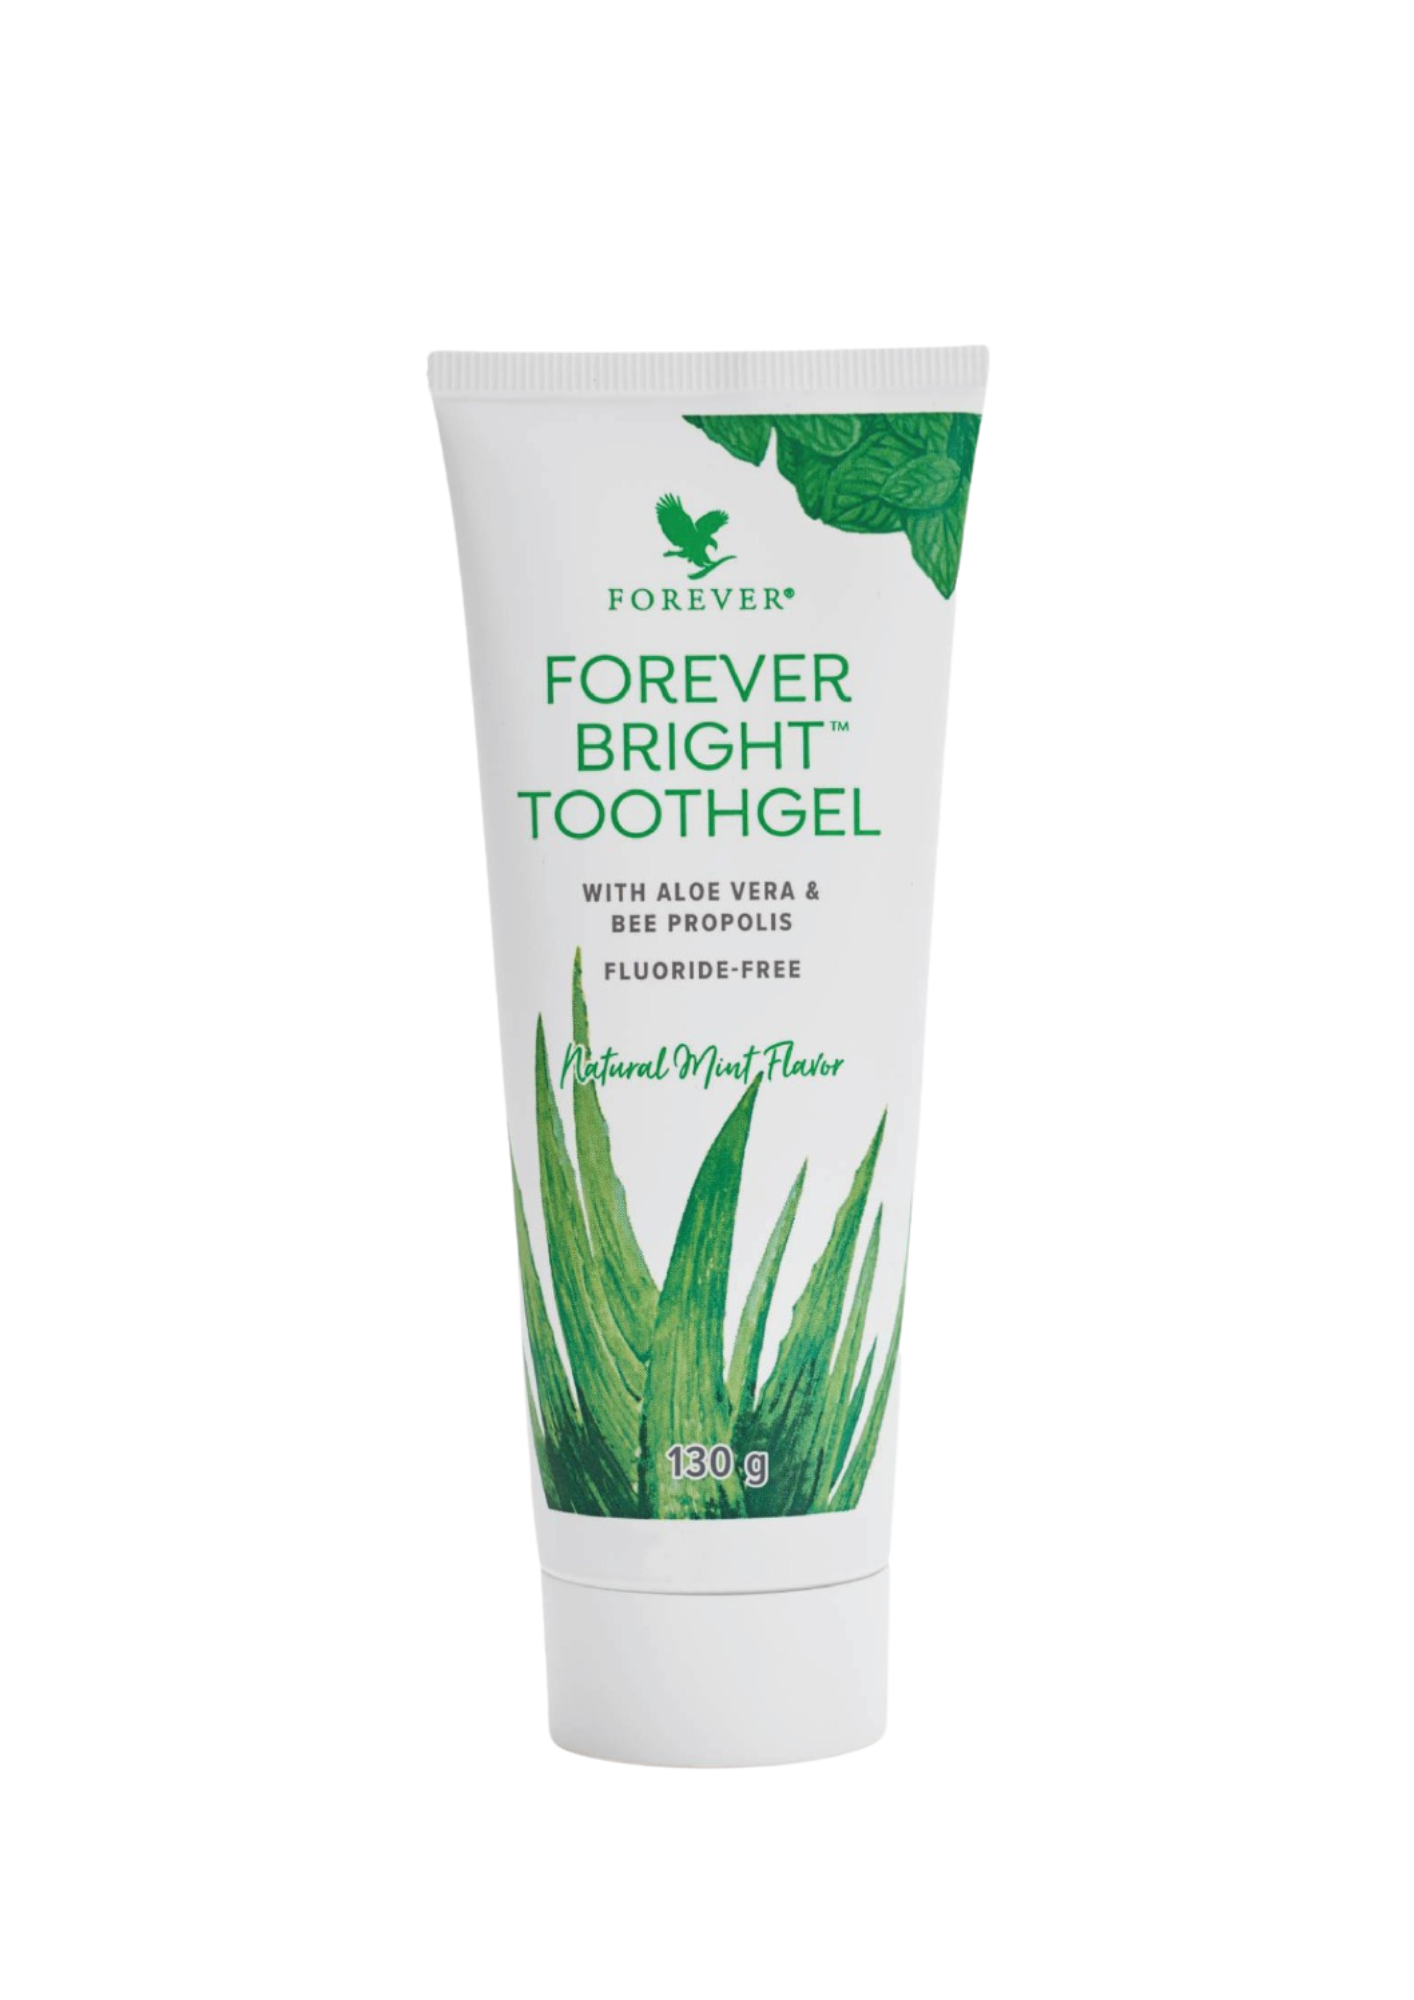 FOREVER®
FOREVER
BRIGHT™
TOOTHGEL
WITH ALOE VERA &
BEE PROPOLIS
FLUORIDE-FREE
Natural Mint Flavor
130 g